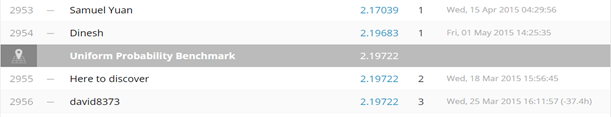 2953 — Samuel Yuan 2.17039 1 Wed, 15 Apr 2015 04:29:56
2954 — Dinesh 2.19683 1 Fri, 01 May 2015 14:25:35
Uniform Probability Benchmark 2.19722
2955 — Here to discover 2.19722 2 Wed, 18 Mar 2015 15:56:45
2956 — david8373 2.19722 3 Wed, 25 Mar 2015 16:11:57 (-37.4h)